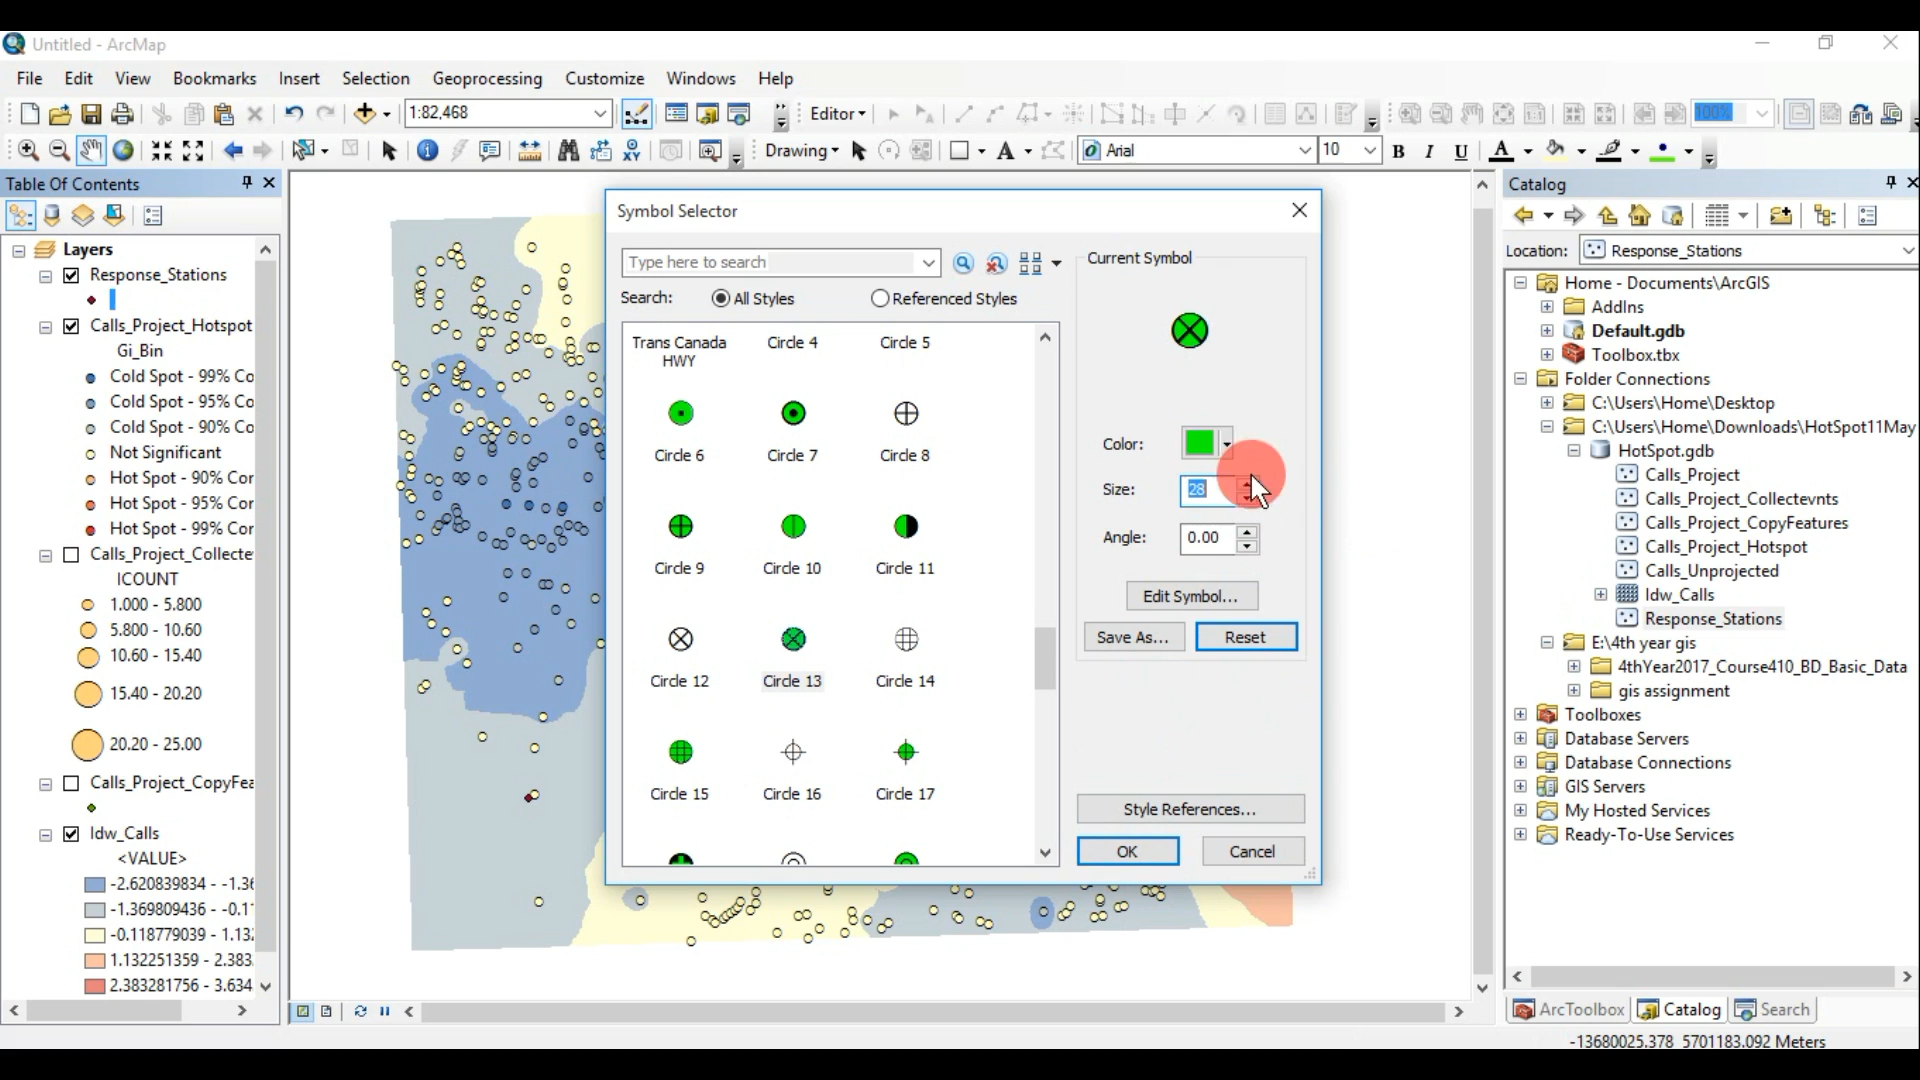 Untitled - ArcMap
File Edit View Bookmarks Insert Selection Geoprocessing Customize Windows Help
1:82,468 Editor 100%
Drawing A Arial 10 B I U A
Table Of Contents
Layers
Response_Stations
Calls_Project_Hotspot
Gi_Bin
Cold Spot - 99% Co
Cold Spot - 95% Co
Cold Spot - 90% Co
Not Significant
Hot Spot - 90% Cor
Hot Spot - 95% Cor
Hot Spot - 99% Cor
Calls_Project_Collecte
ICOUNT
1.000 - 5.800
5.800 - 10.60
10.60 - 15.40
15.40 - 20.20
20.20 - 25.00
Calls_Project_CopyFea
Idw_Calls
<VALUE>
-2.620839834 - -1.36
-1.369809436 - -0.1
-0.118779039 - 1.13
1.132251359 - 2.383
2.383281756 - 3.634
Symbol Selector
Type here to search
Search: All Styles Referenced Styles
Trans Canada HWY
Circle 4
Circle 5
Circle 6
Circle 7
Circle 8
Circle 9
Circle 10
Circle 11
Circle 12
Circle 13
Circle 14
Circle 15
Circle 16
Circle 17
Current Symbol
Color:
Size: 28
Angle: 0.00
Edit Symbol...
Save As... Reset
Style References...
OK Cancel
Catalog
Location: Response_Stations
Home - Documents\ArcGIS
AddIns
Default.gdb
Toolbox.tbx
Folder Connections
C:\Users\Home\Desktop
C:\Users\Home\Downloads\HotSpot11May
HotSpot.gdb
Calls_Project
Calls_Project_Collectevnts
Calls_Project_CopyFeatures
Calls_Project_Hotspot
Calls_Unprojected
Idw_Calls
Response_Stations
E:\4th year gis
4thYear2017_Course410_BD_Basic_Data
gis assignment
Toolboxes
Database Servers
Database Connections
GIS Servers
My Hosted Services
Ready-To-Use Services
ArcToolbox Catalog Search
-13680025.378 5701183.092 Meters